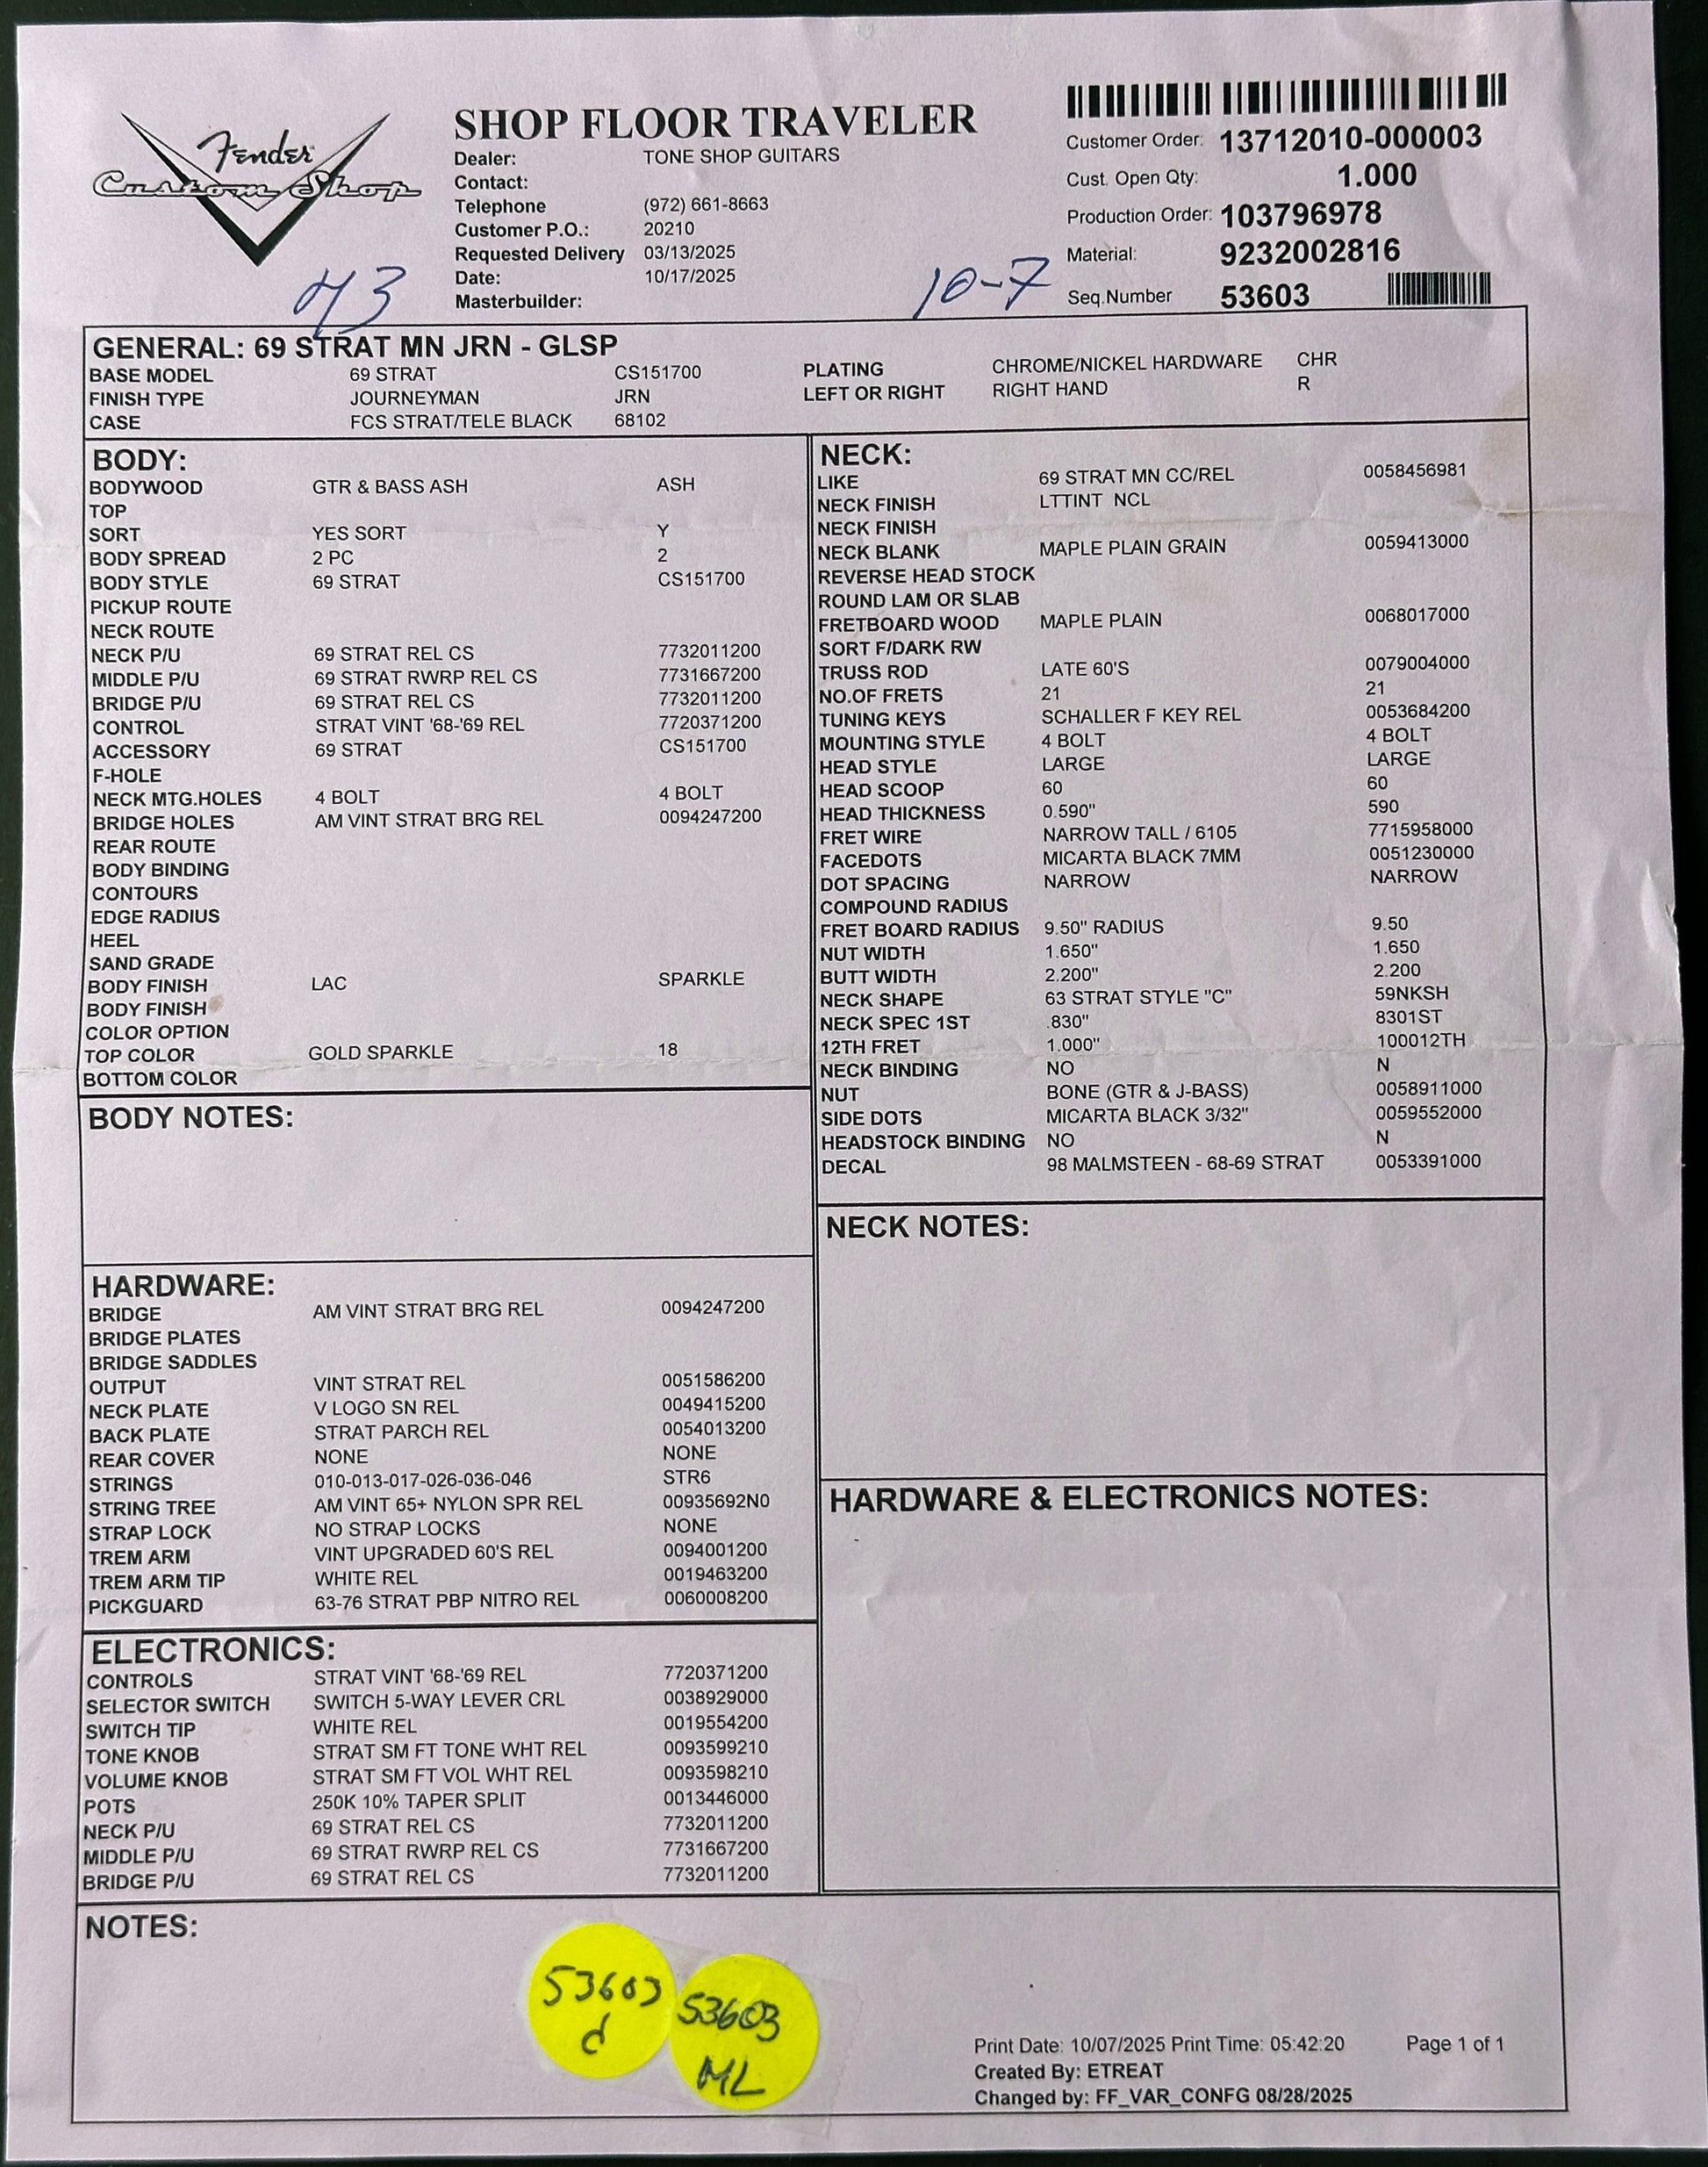 Fender
Custom Shop
SHOP FLOOR TRAVELER
Dealer: TONE SHOP GUITARS
Contact:
Telephone (972) 661-8663
Customer P.O.: 20210
Requested Delivery 03/13/2025
Date: 10/17/2025
Masterbuilder:
Customer Order: 13712010-000003
Cust. Open Qty: 1.000
Production Order: 103796978
Material: 9232002816
Seq.Number 53603
43
10-7
GENERAL: 69 STRAT MN JRN - GLSP
BASE MODEL 69 STRAT CS151700
FINISH TYPE JOURNEYMAN JRN
CASE FCS STRAT/TELE BLACK 68102
PLATING CHROME/NICKEL HARDWARE CHR
LEFT OR RIGHT RIGHT HAND R
BODY:
BODYWOOD GTR & BASS ASH ASH
TOP
SORT YES SORT Y
BODY SPREAD 2 PC 2
BODY STYLE 69 STRAT CS151700
PICKUP ROUTE
NECK ROUTE
NECK P/U 69 STRAT REL CS 7732011200
MIDDLE P/U 69 STRAT RWRP REL CS 7731667200
BRIDGE P/U 69 STRAT REL CS 7732011200
CONTROL STRAT VINT '68-'69 REL 7720371200
ACCESSORY 69 STRAT CS151700
F-HOLE
NECK MTG.HOLES 4 BOLT 4 BOLT
BRIDGE HOLES AM VINT STRAT BRG REL 0094247200
REAR ROUTE
BODY BINDING
CONTOURS
EDGE RADIUS
HEEL
SAND GRADE
BODY FINISH LAC SPARKLE
BODY FINISH
COLOR OPTION
TOP COLOR GOLD SPARKLE 18
BOTTOM COLOR
BODY NOTES:
HARDWARE:
BRIDGE AM VINT STRAT BRG REL 0094247200
BRIDGE PLATES
BRIDGE SADDLES
OUTPUT VINT STRAT REL 0051586200
NECK PLATE V LOGO SN REL 0049415200
BACK PLATE STRAT PARCH REL 0054013200
REAR COVER NONE NONE
STRINGS 010-013-017-026-036-046 STR6
STRING TREE AM VINT 65+ NYLON SPR REL 00935692N0
STRAP LOCK NO STRAP LOCKS NONE
TREM ARM VINT UPGRADED 60'S REL 0094001200
TREM ARM TIP WHITE REL 0019463200
PICKGUARD 63-76 STRAT PBP NITRO REL 0060008200
ELECTRONICS:
CONTROLS STRAT VINT '68-'69 REL 7720371200
SELECTOR SWITCH SWITCH 5-WAY LEVER CRL 0038929000
SWITCH TIP WHITE REL 0019554200
TONE KNOB STRAT SM FT TONE WHT REL 0093599210
VOLUME KNOB STRAT SM FT VOL WHT REL 0093598210
POTS 250K 10% TAPER SPLIT 0013446000
NECK P/U 69 STRAT REL CS 7732011200
MIDDLE P/U 69 STRAT RWRP REL CS 7731667200
BRIDGE P/U 69 STRAT REL CS 7732011200
NECK:
LIKE 69 STRAT MN CC/REL 0058456981
NECK FINISH LTTINT NCL
NECK FINISH
NECK BLANK MAPLE PLAIN GRAIN 0059413000
REVERSE HEAD STOCK
ROUND LAM OR SLAB
FRETBOARD WOOD MAPLE PLAIN 0068017000
SORT F/DARK RW
TRUSS ROD LATE 60'S 0079004000
NO.OF FRETS 21 21
TUNING KEYS SCHALLER F KEY REL 0053684200
MOUNTING STYLE 4 BOLT 4 BOLT
HEAD STYLE LARGE LARGE
HEAD SCOOP 60 60
HEAD THICKNESS 0.590" 590
FRET WIRE NARROW TALL / 6105 7715958000
FACEDOTS MICARTA BLACK 7MM 0051230000
DOT SPACING NARROW NARROW
COMPOUND RADIUS
FRET BOARD RADIUS 9.50" RADIUS 9.50
NUT WIDTH 1.650" 1.650
BUTT WIDTH 2.200" 2.200
NECK SHAPE 63 STRAT STYLE "C" 59NKSH
NECK SPEC 1ST .830" 8301ST
12TH FRET 1.000" 100012TH
NECK BINDING NO N
NUT BONE (GTR & J-BASS) 0058911000
SIDE DOTS MICARTA BLACK 3/32" 0059552000
HEADSTOCK BINDING NO N
DECAL 98 MALMSTEEN - 68-69 STRAT 0053391000
NECK NOTES:
HARDWARE & ELECTRONICS NOTES:
NOTES:
53603
d
53603
ML
Print Date: 10/07/2025 Print Time: 05:42:20 Page 1 of 1
Created By: ETREAT
Changed by: FF_VAR_CONFG 08/28/2025